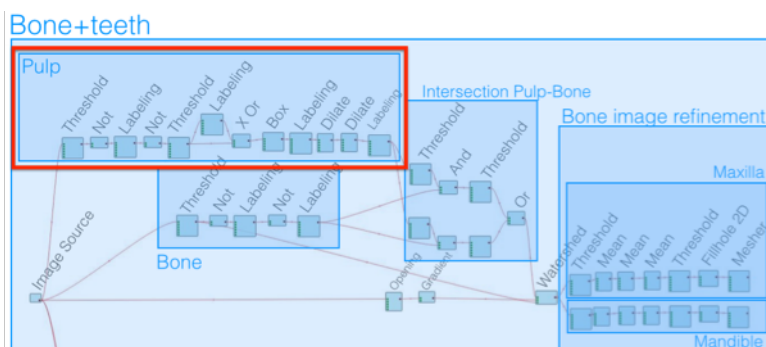 Bone+teeth
Pulp
Threshold
Not
Labeling
Not
Threshold
Labeling
X Or
Box
Labeling
Dilate
Dilate
Labeling
Intersection Pulp-Bone
Threshold
And
Threshold
Or
Bone image refinement
Maxilla
Threshold
Not
Labeling
Not
Labeling
Bone
Image Source
Opening
Gradient
Watershed
Threshold
Mean
Mean
Mean
Threshold
Fillhole 2D
Mesher
Mandible